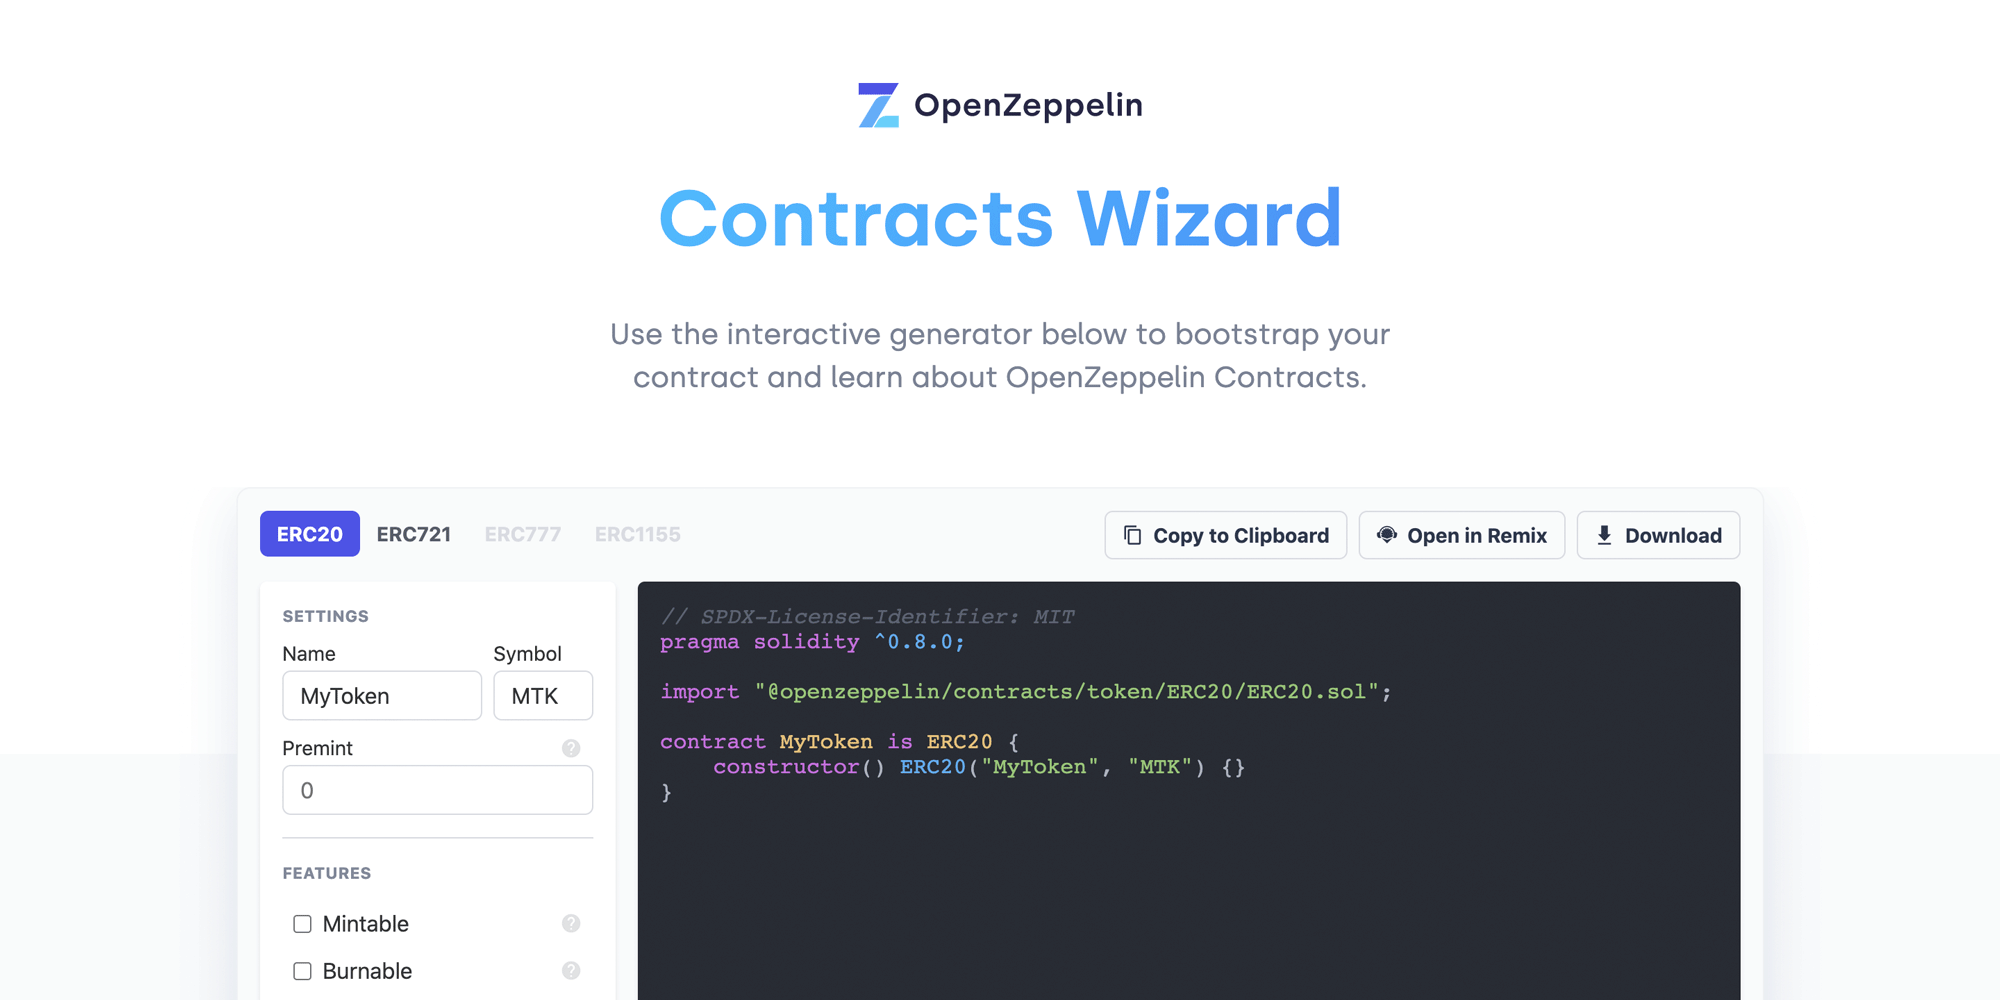 OpenZeppelin
Contracts Wizard
Use the interactive generator below to bootstrap your
contract and learn about OpenZeppelin Contracts.
ERC20 ERC721 ERC777 ERC1155 Copy to Clipboard Open in Remix Download
SETTINGS
Name Symbol
MyToken MTK
Premint ?
0
FEATURES
Mintable ?
Burnable ?
// SPDX-License-Identifier: MIT
pragma solidity ^0.8.0;
import "@openzeppelin/contracts/token/ERC20/ERC20.sol";
contract MyToken is ERC20 {
    constructor() ERC20("MyToken", "MTK") {}
}